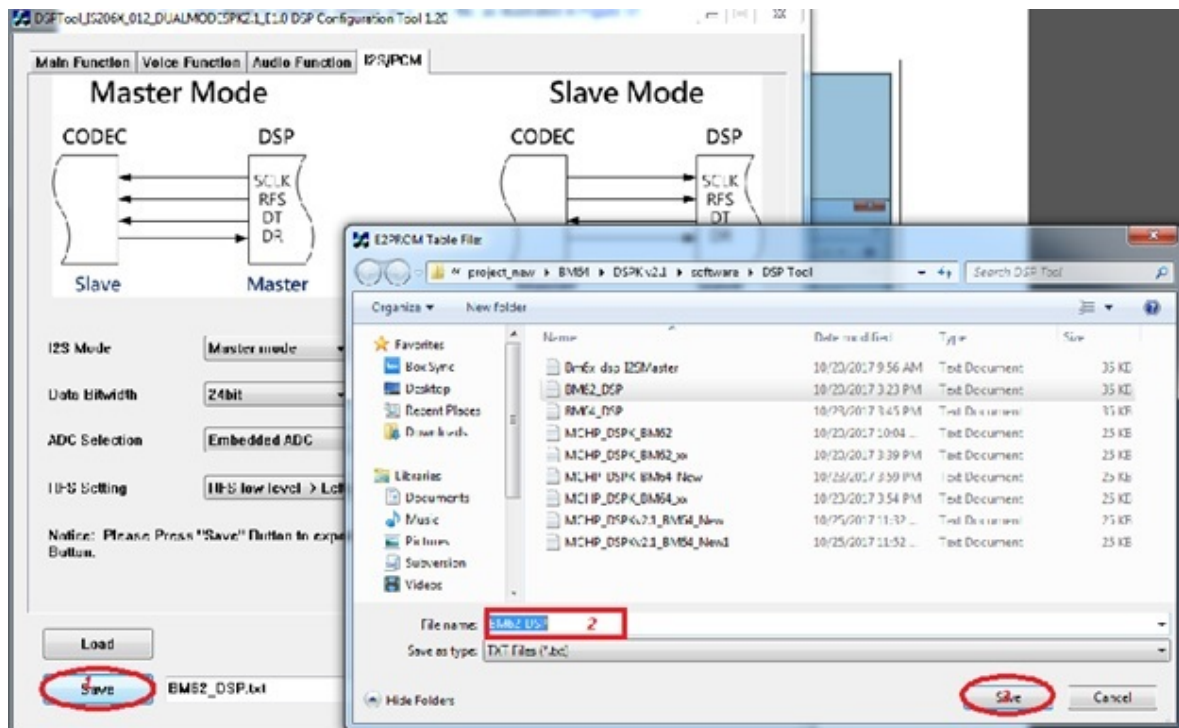 DSPTool_IS206X_012_DUALMODESPK2.1_E1.0 DSP Configuration Tool 1.20
Main Function Voice Function Audio Function I2S/PCM
Master Mode
Slave Mode
CODEC DSP
CODEC DSP
SCLK
RFS
DT
DR
SCLK
RFS
DT
Slave Master
I2S Mode Master mode
Data Bitwidth 24bit
ADC Selection Embedded ADC
RFS Setting RFS low level > Left
Notice: Please Press "Save" Button to
Button.
Load
1
Save BM62_DSP.txt
E2PROM Table File:
« project_new ▸ BM64 ▸ DSPK v2.1 ▸ software ▸ DSP Tool
Search DSP Tool
Organize New folder
Favorites
Box Sync
Desktop
Recent Places
Downloads
Libraries
Documents
Music
Pictures
Subversion
Videos
Name Date modified Type Size
Bm6x dsp I2SMaster 10/20/2017 9:56 AM Text Document 35 KB
BM62_DSP 10/20/2017 3:23 PM Text Document 35 KB
BM64_DSP 10/23/2017 3:45 PM Text Document 35 KB
MCHP_DSPK_BM62 10/23/2017 10:04 ... Text Document 25 KB
MCHP_DSPK_BM62_xx 10/20/2017 3:39 PM Text Document 25 KB
MCHP DSPK BM64 New 10/23/2017 3:59 PM Text Document 25 KB
MCHP_DSPK_BM64_xx 10/23/2017 3:54 PM Text Document 25 KB
MCHP_DSPKv2.1_BM64_New 10/25/2017 11:32 ... Text Document 25 KB
MCHP_DSPKv2.1_BM64_New1 10/25/2017 11:52 ... Text Document 25 KB
File name: BM62_DSP 2
Save as type: TXT Files (*.txt)
Hide Folders
Save
3
Cancel